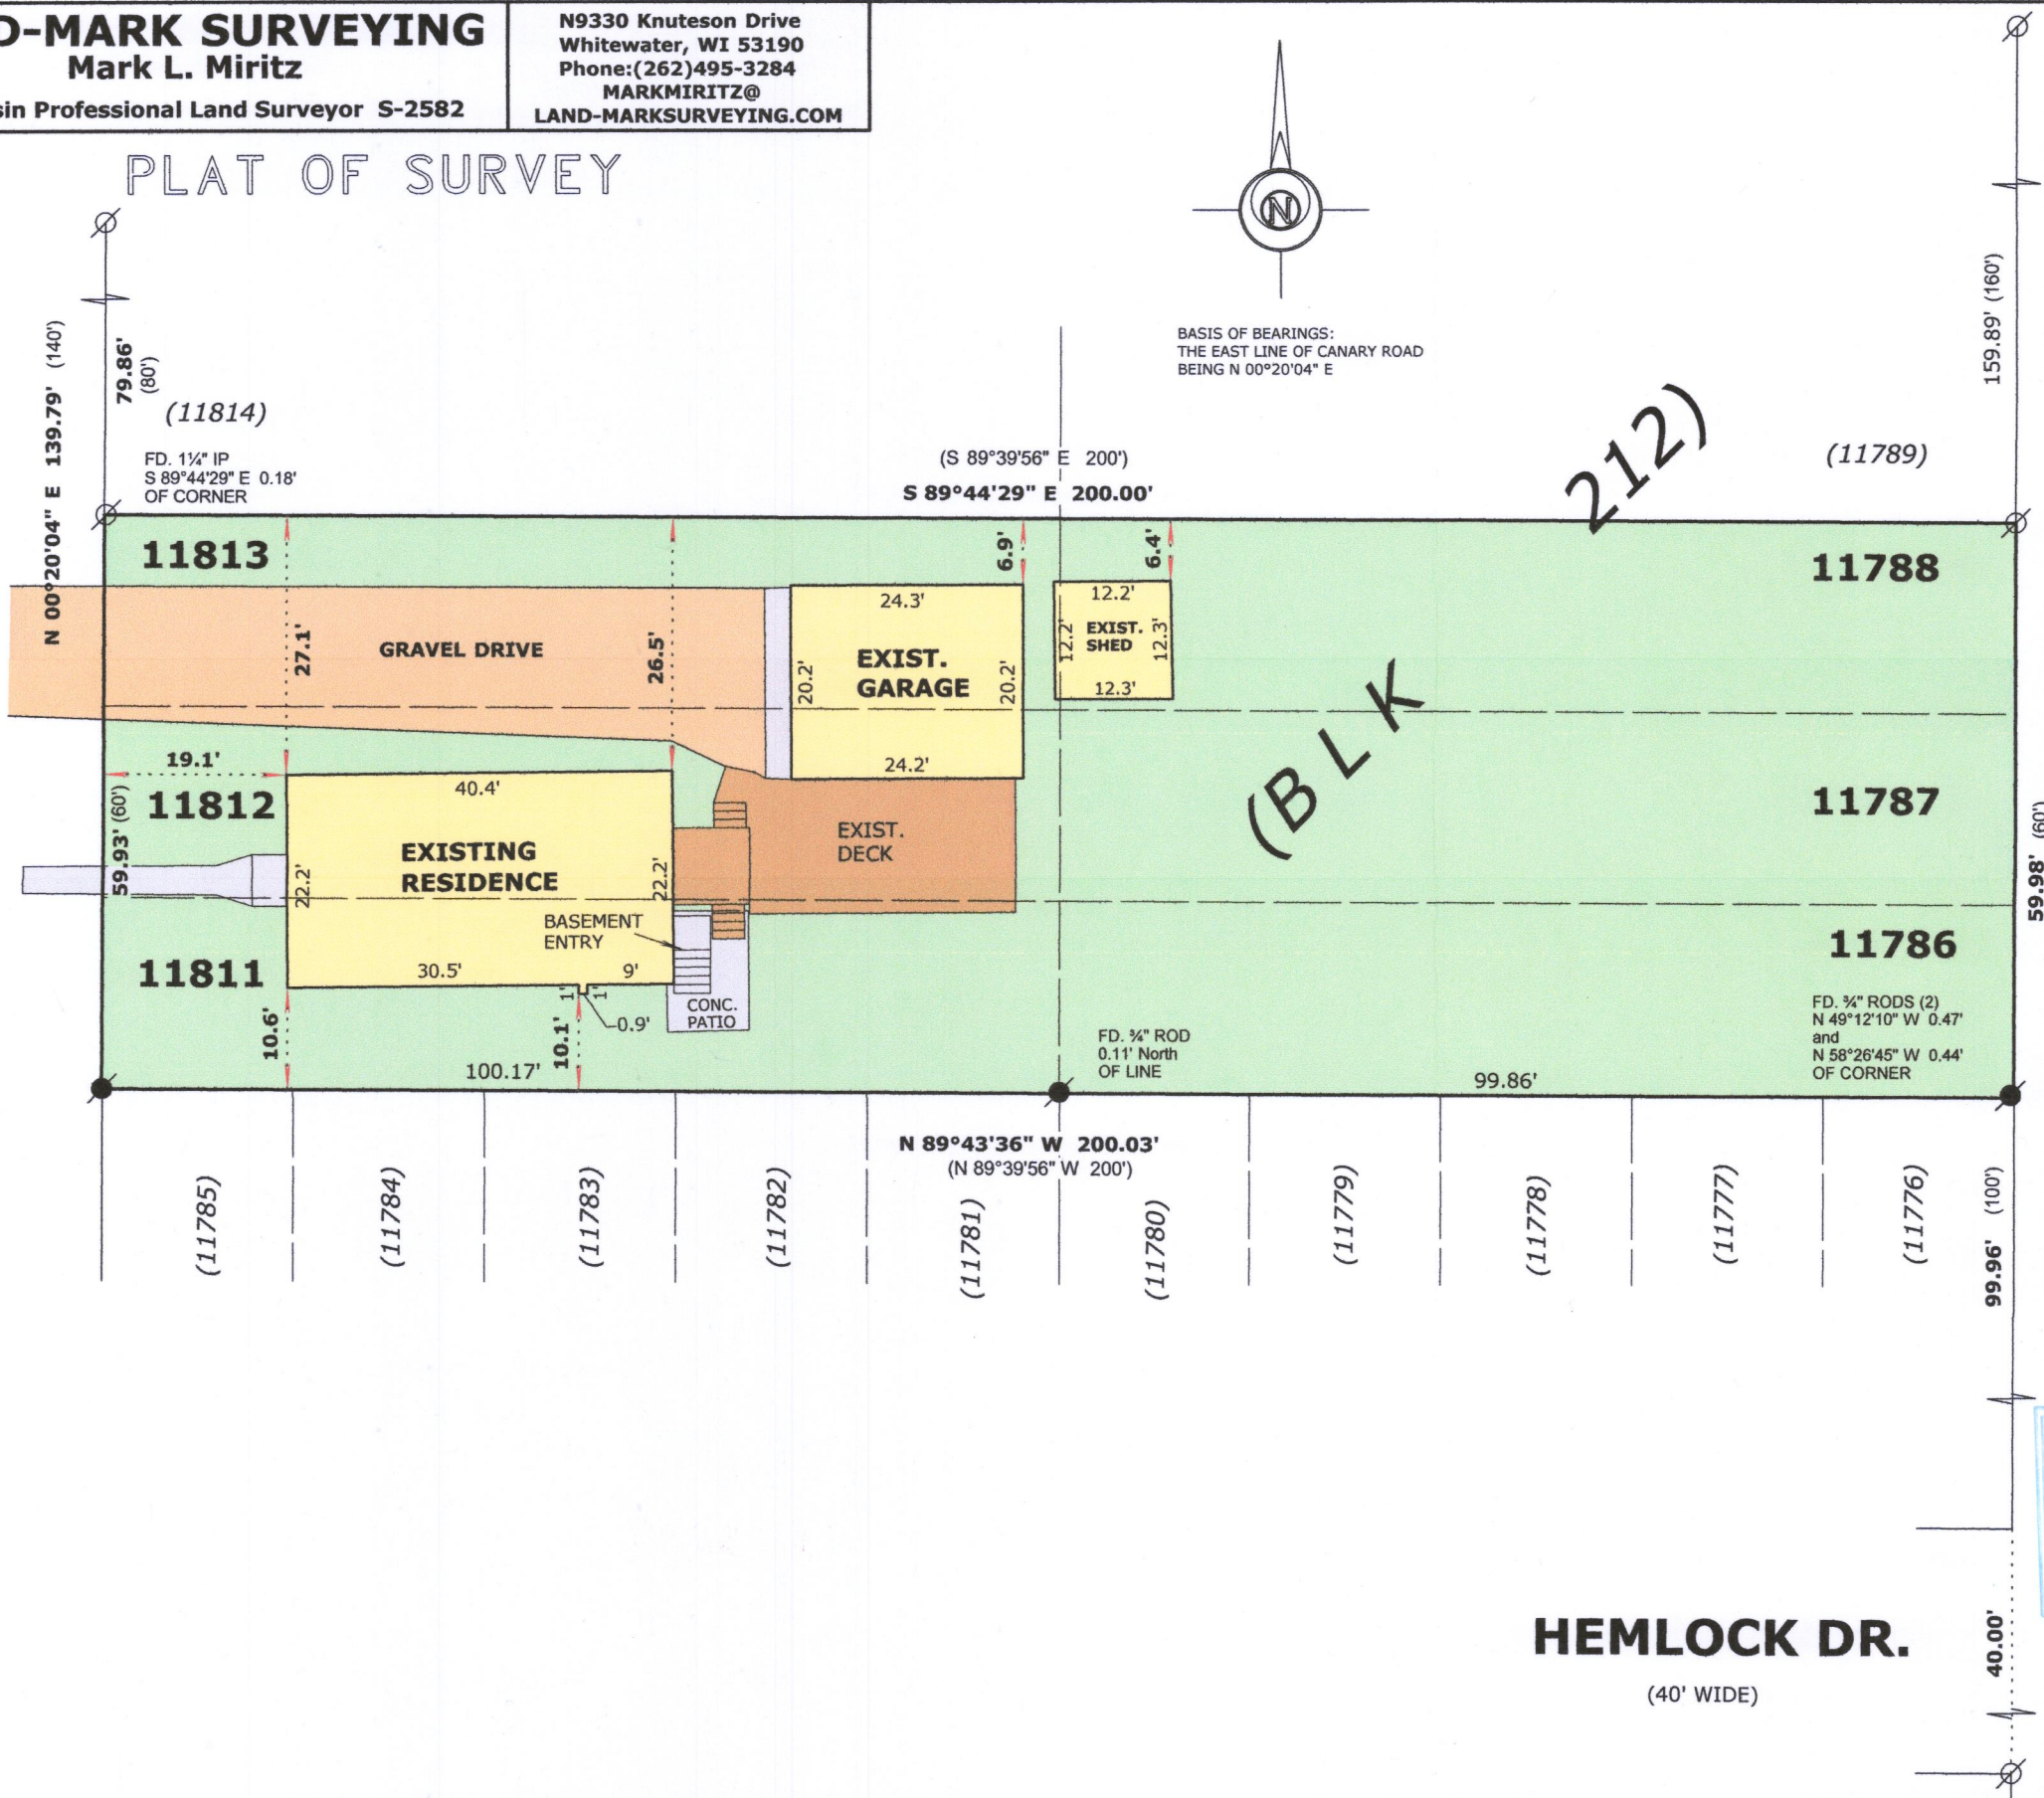 D-MARK SURVEYING
Mark L. Miritz
sin Professional Land Surveyor S-2582
N9330 Knuteson Drive
Whitewater, WI 53190
Phone:(262)495-3284
MARKMIRITZ@
LAND-MARKSURVEYING.COM
PLAT OF SURVEY
N
BASIS OF BEARINGS:
THE EAST LINE OF CANARY ROAD
BEING N 00°20'04" E
159.89' (160')
N 00°20'04" E 139.79' (140')
79.86'
(80')
(11814)
FD. 1¼" IP
S 89°44'29" E 0.18'
OF CORNER
(S 89°39'56" E 200')
S 89°44'29" E 200.00'
(BLK 212)
(11789)
11813
27.1'
GRAVEL DRIVE
26.5'
6.9'
6.4'
11788
24.3'
20.2'
EXIST.
GARAGE
20.2'
24.2'
12.2'
12.2'
EXIST.
SHED
12.3'
12.3'
19.1'
11812
59.93' (60')
40.4'
EXISTING
RESIDENCE
22.2'
22.2'
EXIST.
DECK
11787
59.98' (60')
BASEMENT
ENTRY
11811
30.5'
9'
1'
1'
0.9'
CONC.
PATIO
11786
10.6'
10.1'
100.17'
FD. ¾" ROD
0.11' North
OF LINE
99.86'
FD. ¾" RODS (2)
N 49°12'10" W 0.47'
and
N 58°26'45" W 0.44'
OF CORNER
N 89°43'36" W 200.03'
(N 89°39'56" W 200')
(11785)
(11784)
(11783)
(11782)
(11781)
(11780)
(11779)
(11778)
(11777)
(11776)
99.96' (100')
HEMLOCK DR.
(40' WIDE)
40.00'